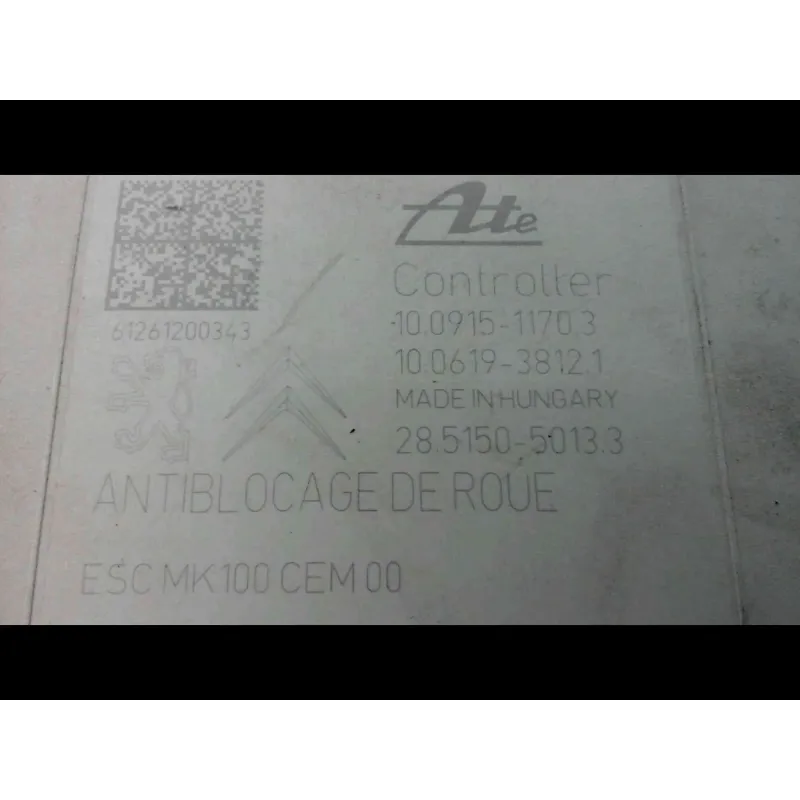 Ate
Controller
10.0915-1170.3
10.0619-3812.1
MADE IN HUNGARY
28.5150-5013.3
61261200343
ANTIBLOCAGE DE ROUE
ESC MK100 CEM 00